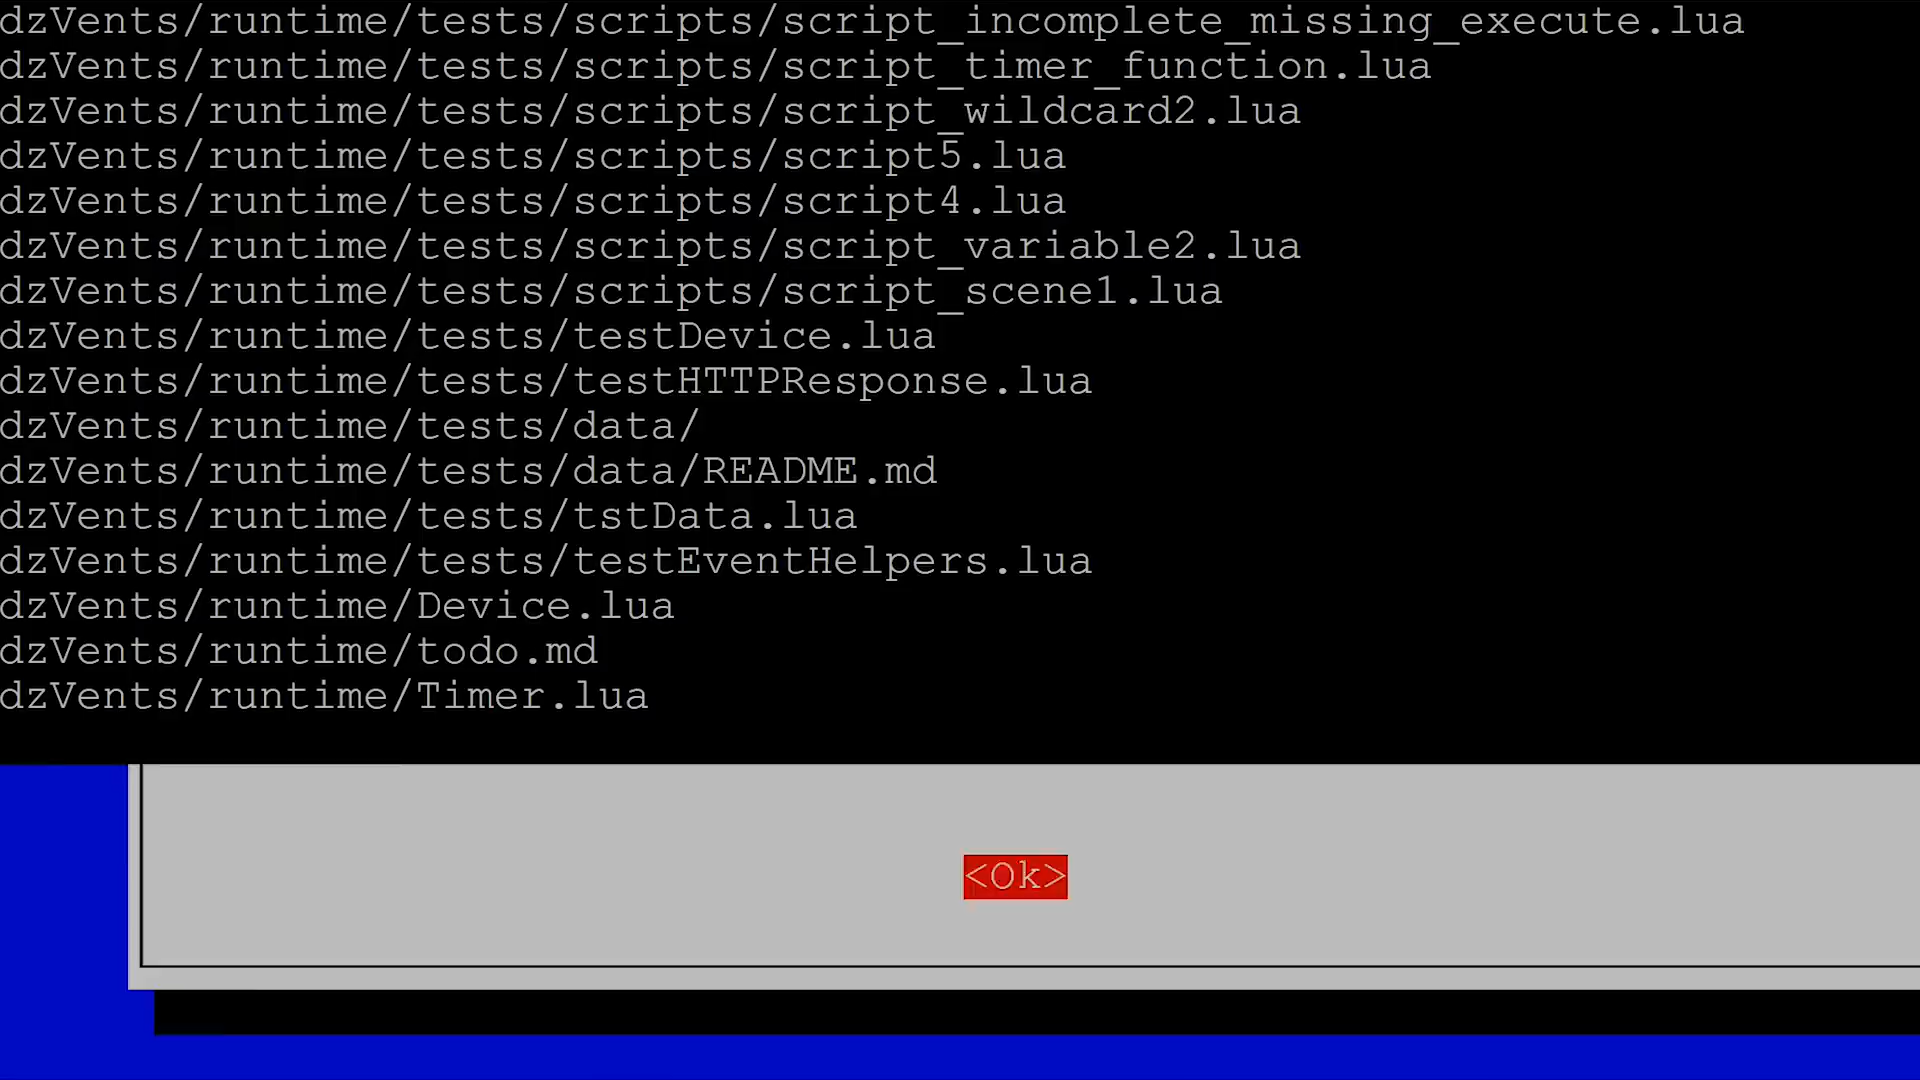 dzVents/runtime/tests/scripts/script_incomplete_missing_execute.lua
dzVents/runtime/tests/scripts/script_timer_function.lua
dzVents/runtime/tests/scripts/script_wildcard2.lua
dzVents/runtime/tests/scripts/script5.lua
dzVents/runtime/tests/scripts/script4.lua
dzVents/runtime/tests/scripts/script_variable2.lua
dzVents/runtime/tests/scripts/script_scene1.lua
dzVents/runtime/tests/testDevice.lua
dzVents/runtime/tests/testHTTPResponse.lua
dzVents/runtime/tests/data/
dzVents/runtime/tests/data/README.md
dzVents/runtime/tests/tstData.lua
dzVents/runtime/tests/testEventHelpers.lua
dzVents/runtime/Device.lua
dzVents/runtime/todo.md
dzVents/runtime/Timer.lua
<Ok>